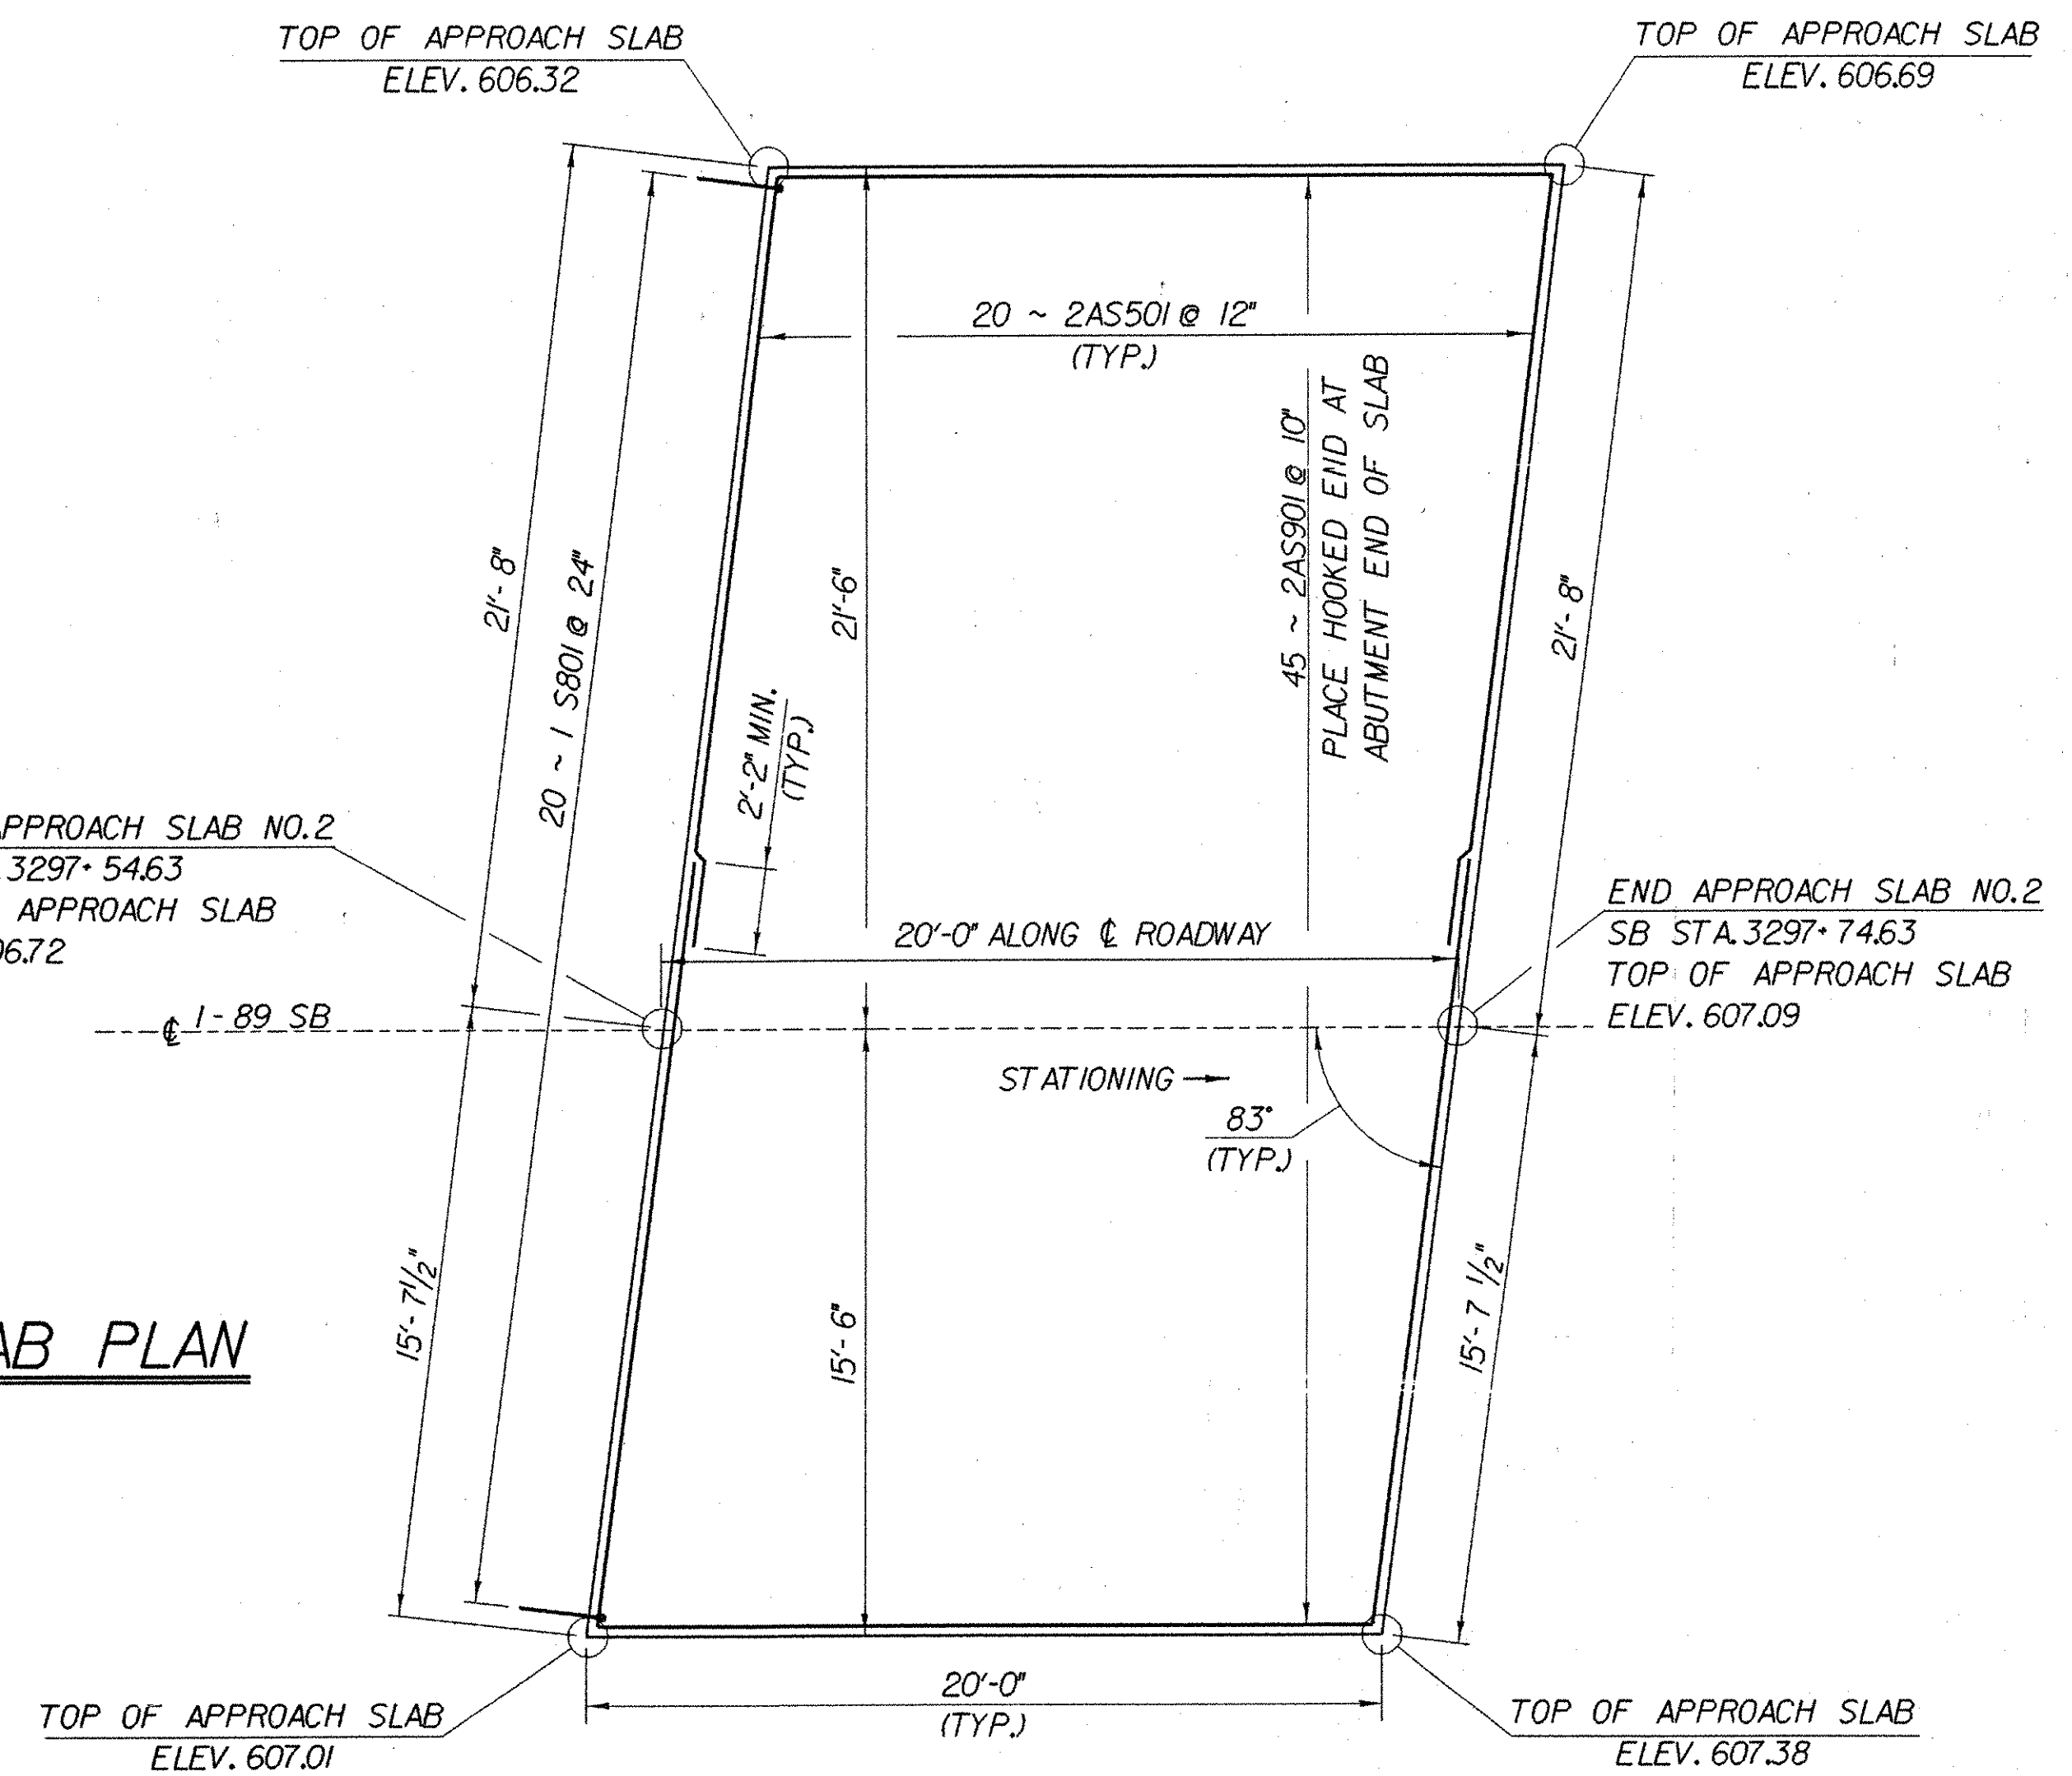 TOP OF APPROACH SLAB
ELEV. 606.32
TOP OF APPROACH SLAB
ELEV. 606.69
20 ~ 2AS501 @ 12"
(TYP.)
45 ~ 2AS901 @ 10"
PLACE HOOKED END AT
ABUTMENT END OF SLAB
21'-8"
20 ~ 1 S801 @ 24"
21'-6"
21'-8"
2'-2" MIN.
(TYP.)
APPROACH SLAB NO.2
3297+54.63
APPROACH SLAB
06.72
20'-0" ALONG ℄ ROADWAY
END APPROACH SLAB NO.2
SB STA. 3297+74.63
TOP OF APPROACH SLAB
ELEV. 607.09
℄ I-89 SB
STATIONING →
83°
(TYP.)
15'-7 1/2"
15'-6"
15'-7 1/2"
AB PLAN
20'-0"
(TYP.)
TOP OF APPROACH SLAB
ELEV. 607.01
TOP OF APPROACH SLAB
ELEV. 607.38